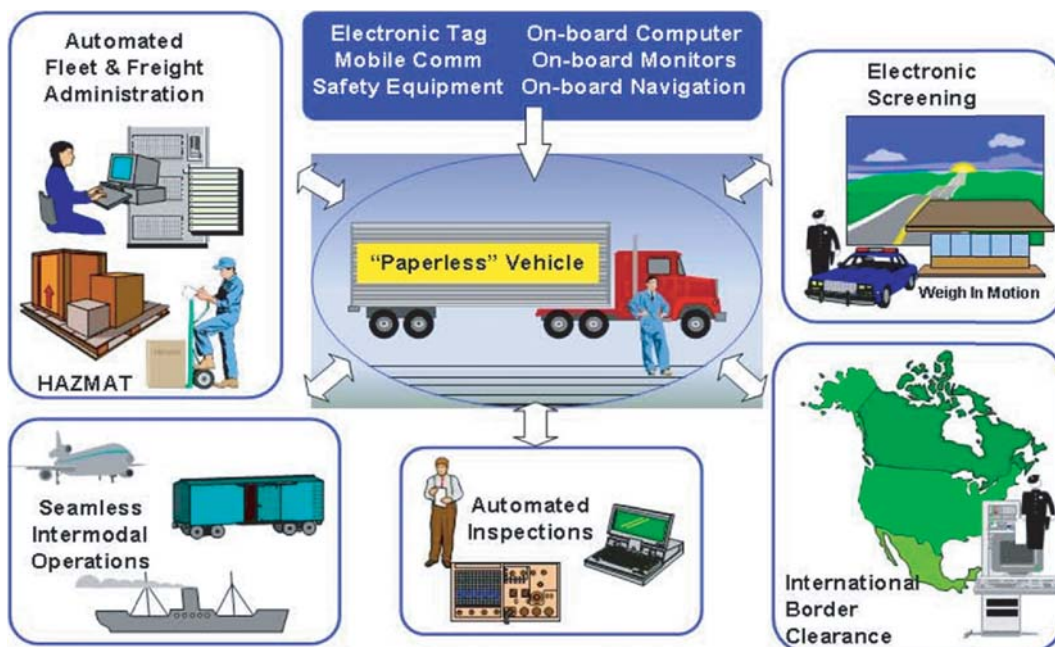 Automated
Fleet & Freight
Administration
HAZMAT
Electronic Tag
Mobile Comm
Safety Equipment
On-board Computer
On-board Monitors
On-board Navigation
Electronic
Screening
Weigh In Motion
“Paperless” Vehicle
Seamless
Intermodal
Operations
Automated
Inspections
International
Border
Clearance